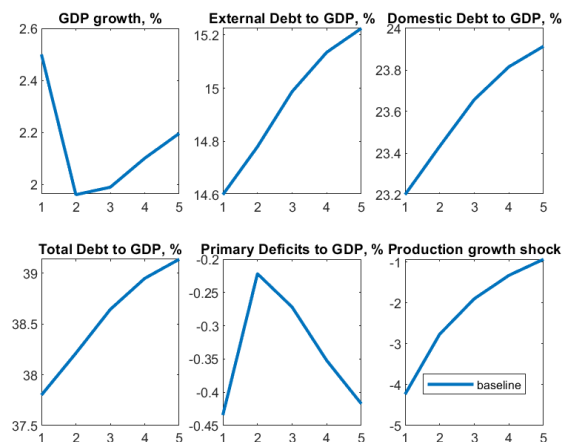 GDP growth, %
2.6
2.4
2.2
2
1 2 3 4 5
External Debt to GDP, %
15.2
15
14.8
14.6
1 2 3 4 5
Domestic Debt to GDP, %
24
23.8
23.6
23.4
23.2
1 2 3 4 5
Total Debt to GDP, %
39
38.5
38
37.5
1 2 3 4 5
Primary Deficits to GDP, %
-0.2
-0.25
-0.3
-0.35
-0.4
-0.45
1 2 3 4 5
Production growth shock
-1
-2
-3
-4
-5
1 2 3 4 5
baseline